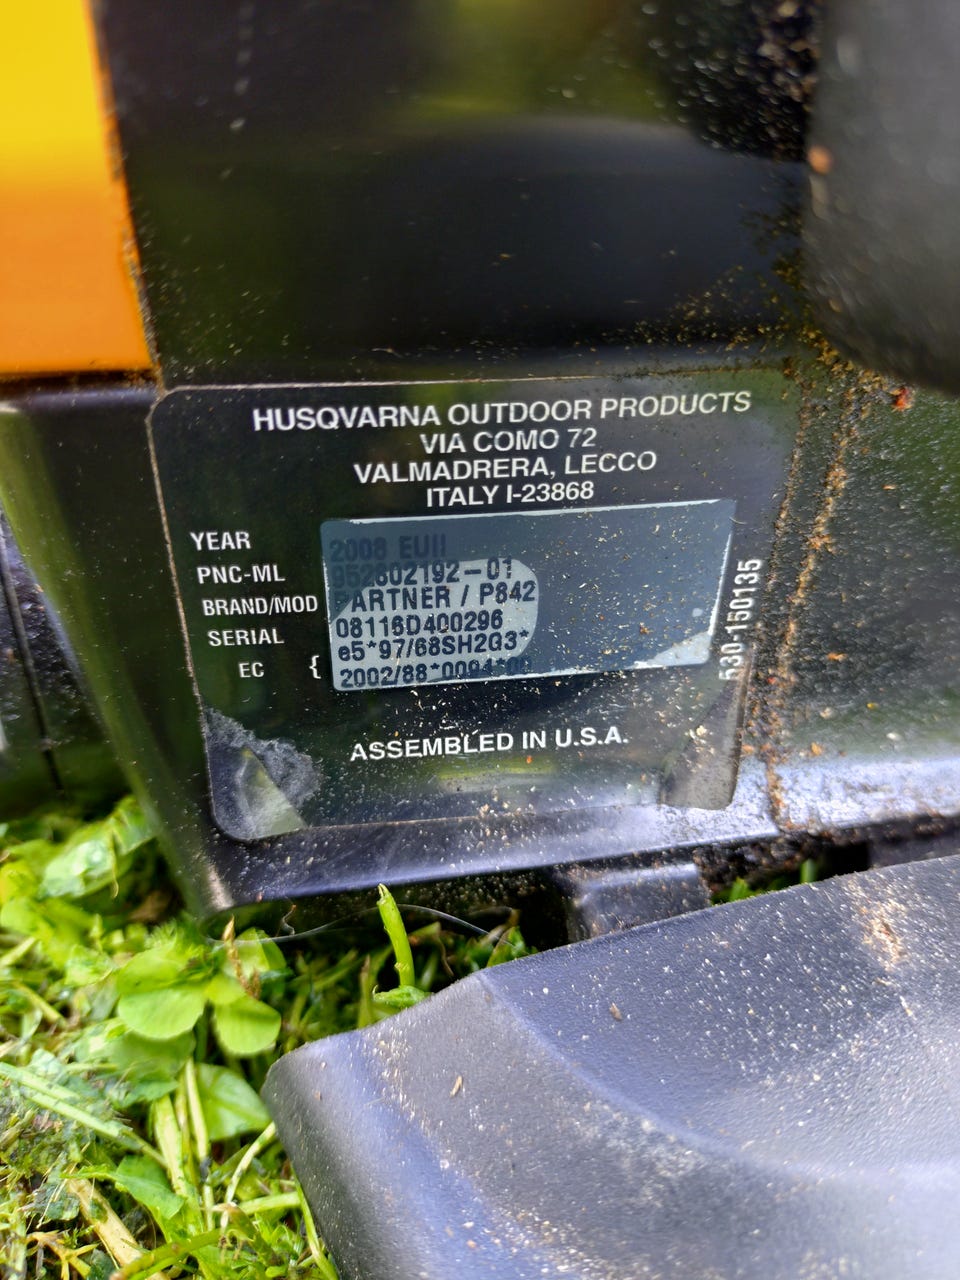 HUSQVARNA OUTDOOR PRODUCTS
VIA COMO 72
VALMADRERA, LECCO
ITALY I-23868
YEAR 2008 EUII
PNC-ML 952802192-01
BRAND/MOD PARTNER / P842
SERIAL 08116D400296
EC { e5*97/68SH2G3*
2002/88*0094*00
530-150135
ASSEMBLED IN U.S.A.